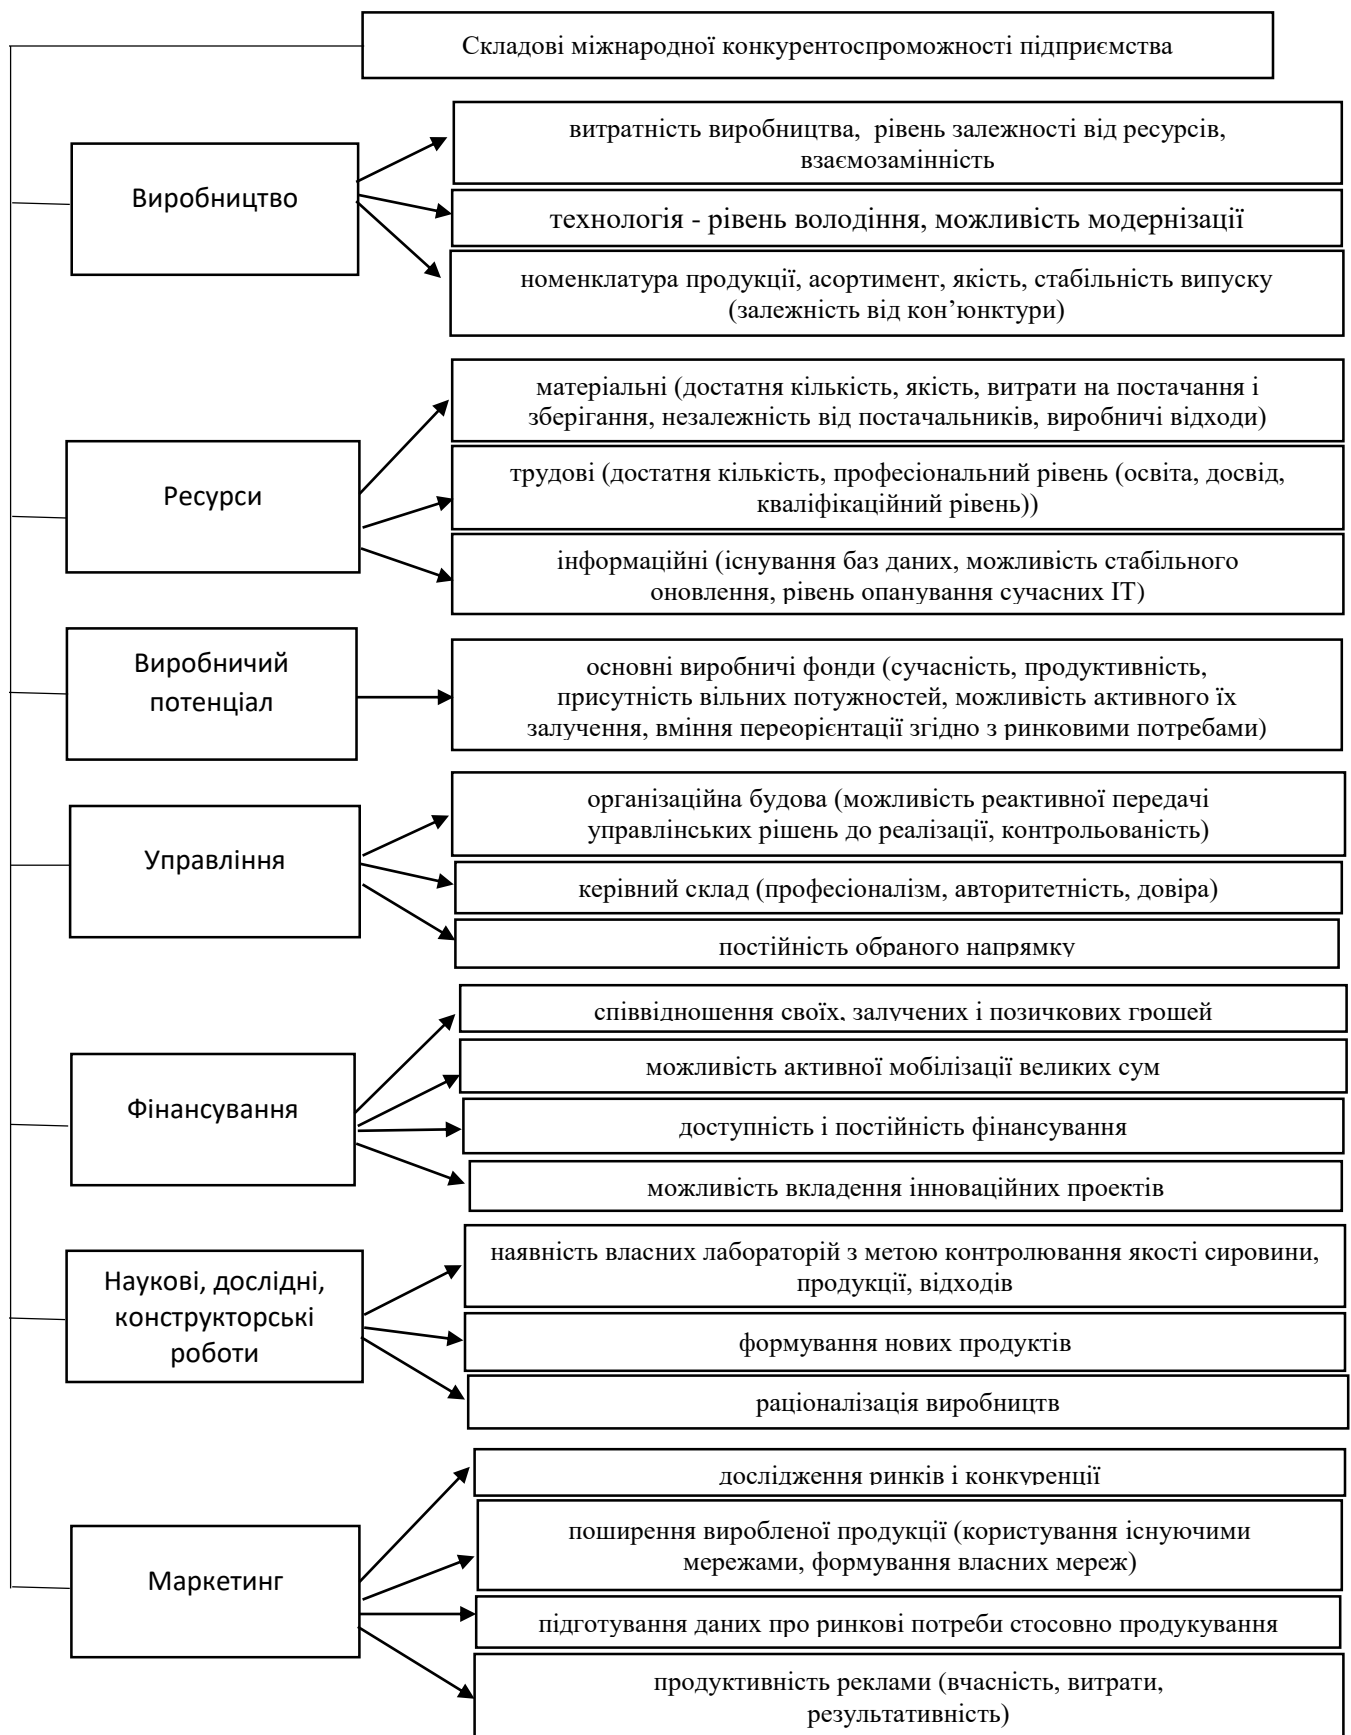 Складові міжнародної конкурентоспроможності підприємства
Виробництво
витратність виробництва, рівень залежності від ресурсів,
взаємозамінність
технологія - рівень володіння, можливість модернізації
номенклатура продукції, асортимент, якість, стабільність випуску
(залежність від кон’юнктури)
Ресурси
матеріальні (достатня кількість, якість, витрати на постачання і
зберігання, незалежність від постачальників, виробничі відходи)
трудові (достатня кількість, професіональний рівень (освіта, досвід,
кваліфікаційний рівень))
інформаційні (існування баз даних, можливість стабільного
оновлення, рівень опанування сучасних ІТ)
Виробничий
потенціал
основні виробничі фонди (сучасність, продуктивність,
присутність вільних потужностей, можливість активного їх
залучення, вміння переорієнтації згідно з ринковими потребами)
Управління
організаційна будова (можливість реактивної передачі
управлінських рішень до реалізації, контрольованість)
керівний склад (професіоналізм, авторитетність, довіра)
постійність обраного напрямку
Фінансування
співвідношення своїх, залучених і позичкових грошей
можливість активної мобілізації великих сум
доступність і постійність фінансування
можливість вкладення інноваційних проектів
Наукові, дослідні,
конструкторські
роботи
наявність власних лабораторій з метою контролювання якості сировини,
продукції, відходів
формування нових продуктів
раціоналізація виробництв
Маркетинг
дослідження ринків і конкуренції
поширення виробленої продукції (користування існуючими
мережами, формування власних мереж)
підготування даних про ринкові потреби стосовно продукування
продуктивність реклами (вчасність, витрати,
результативність)